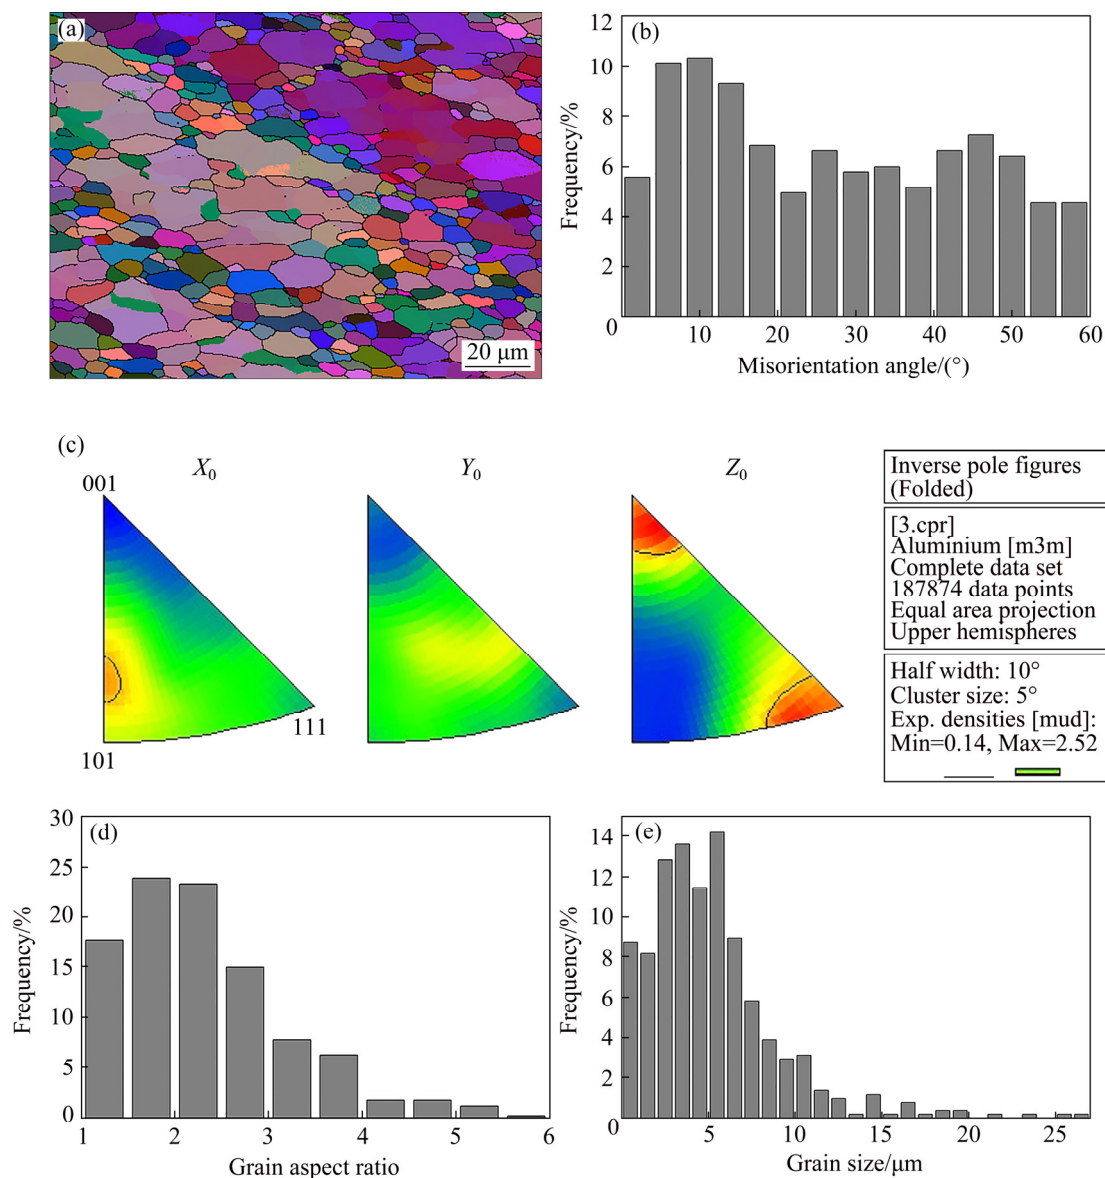 (a)
20 μm
(b)
Frequency/%
12
10
8
6
4
2
0
10
20
30
40
50
60
Misorientation angle/(°)
(c)
X0
Y0
Z0
001
101
111
Inverse pole figures
(Folded)
[3.cpr]
Aluminium [m3m]
Complete data set
187874 data points
Equal area projection
Upper hemispheres
Half width: 10°
Cluster size: 5°
Exp. densities [mud]:
Min=0.14, Max=2.52
(d)
Frequency/%
30
25
20
15
10
5
0
1
2
3
4
5
6
Grain aspect ratio
(e)
Frequency/%
14
12
10
8
6
4
2
0
5
10
15
20
25
Grain size/μm